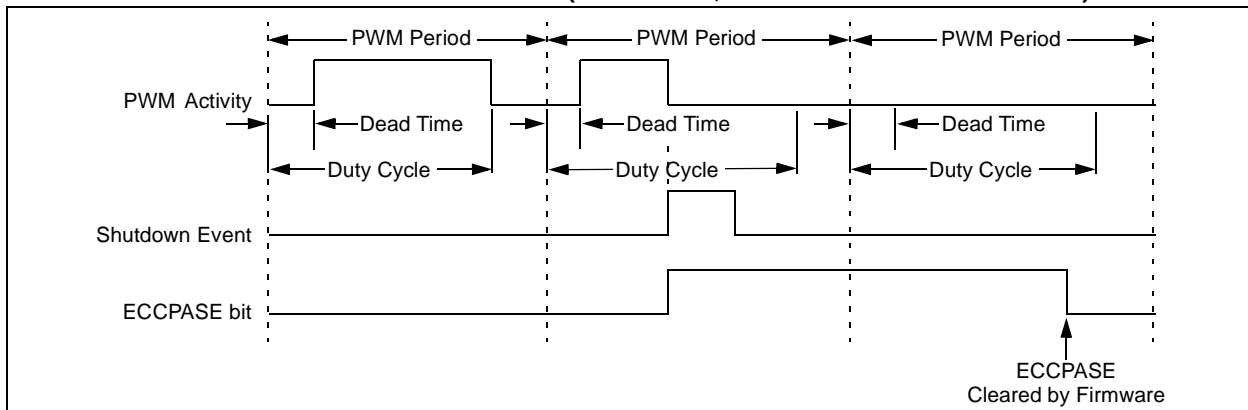 PWM Period PWM Period PWM Period
PWM Activity
Dead Time Dead Time Dead Time
Duty Cycle Duty Cycle Duty Cycle
Shutdown Event
ECCPASE bit
ECCPASE
Cleared by Firmware